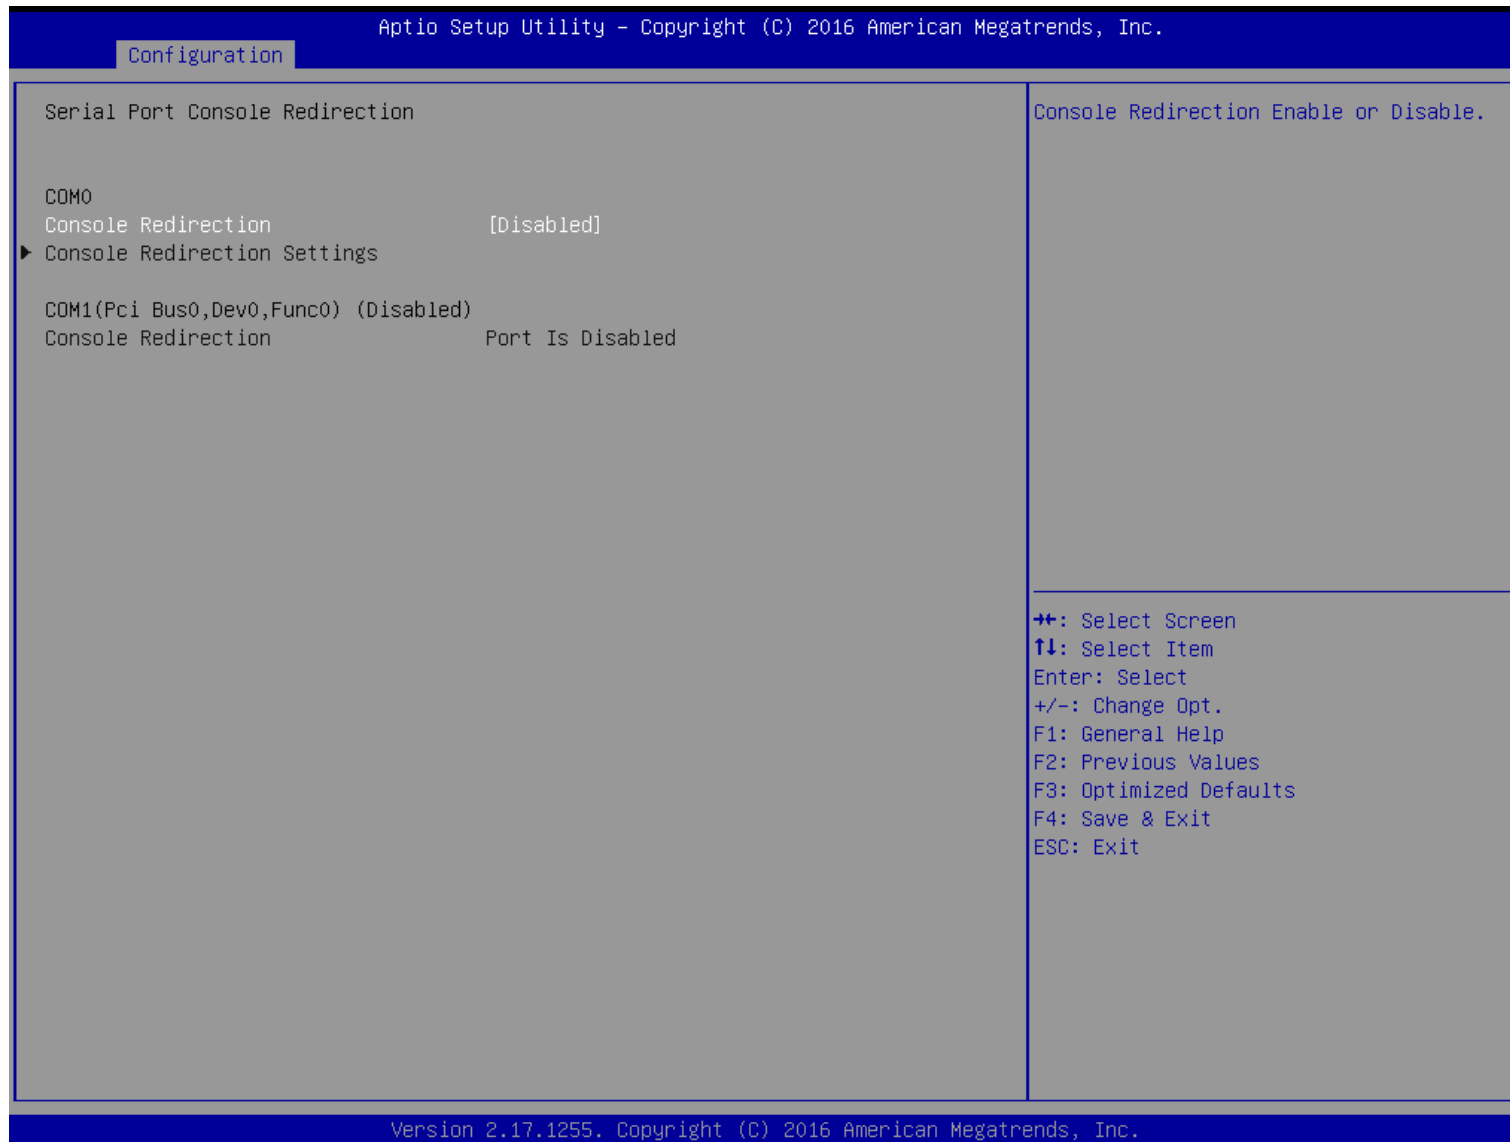 Aptio Setup Utility – Copyright (C) 2016 American Megatrends, Inc.
Configuration
Serial Port Console Redirection
COM0
Console Redirection [Disabled]
Console Redirection Settings
COM1(Pci Bus0,Dev0,Func0) (Disabled)
Console Redirection Port Is Disabled
Console Redirection Enable or Disable.
→←: Select Screen
↑↓: Select Item
Enter: Select
+/-: Change Opt.
F1: General Help
F2: Previous Values
F3: Optimized Defaults
F4: Save & Exit
ESC: Exit
Version 2.17.1255. Copyright (C) 2016 American Megatrends, Inc.